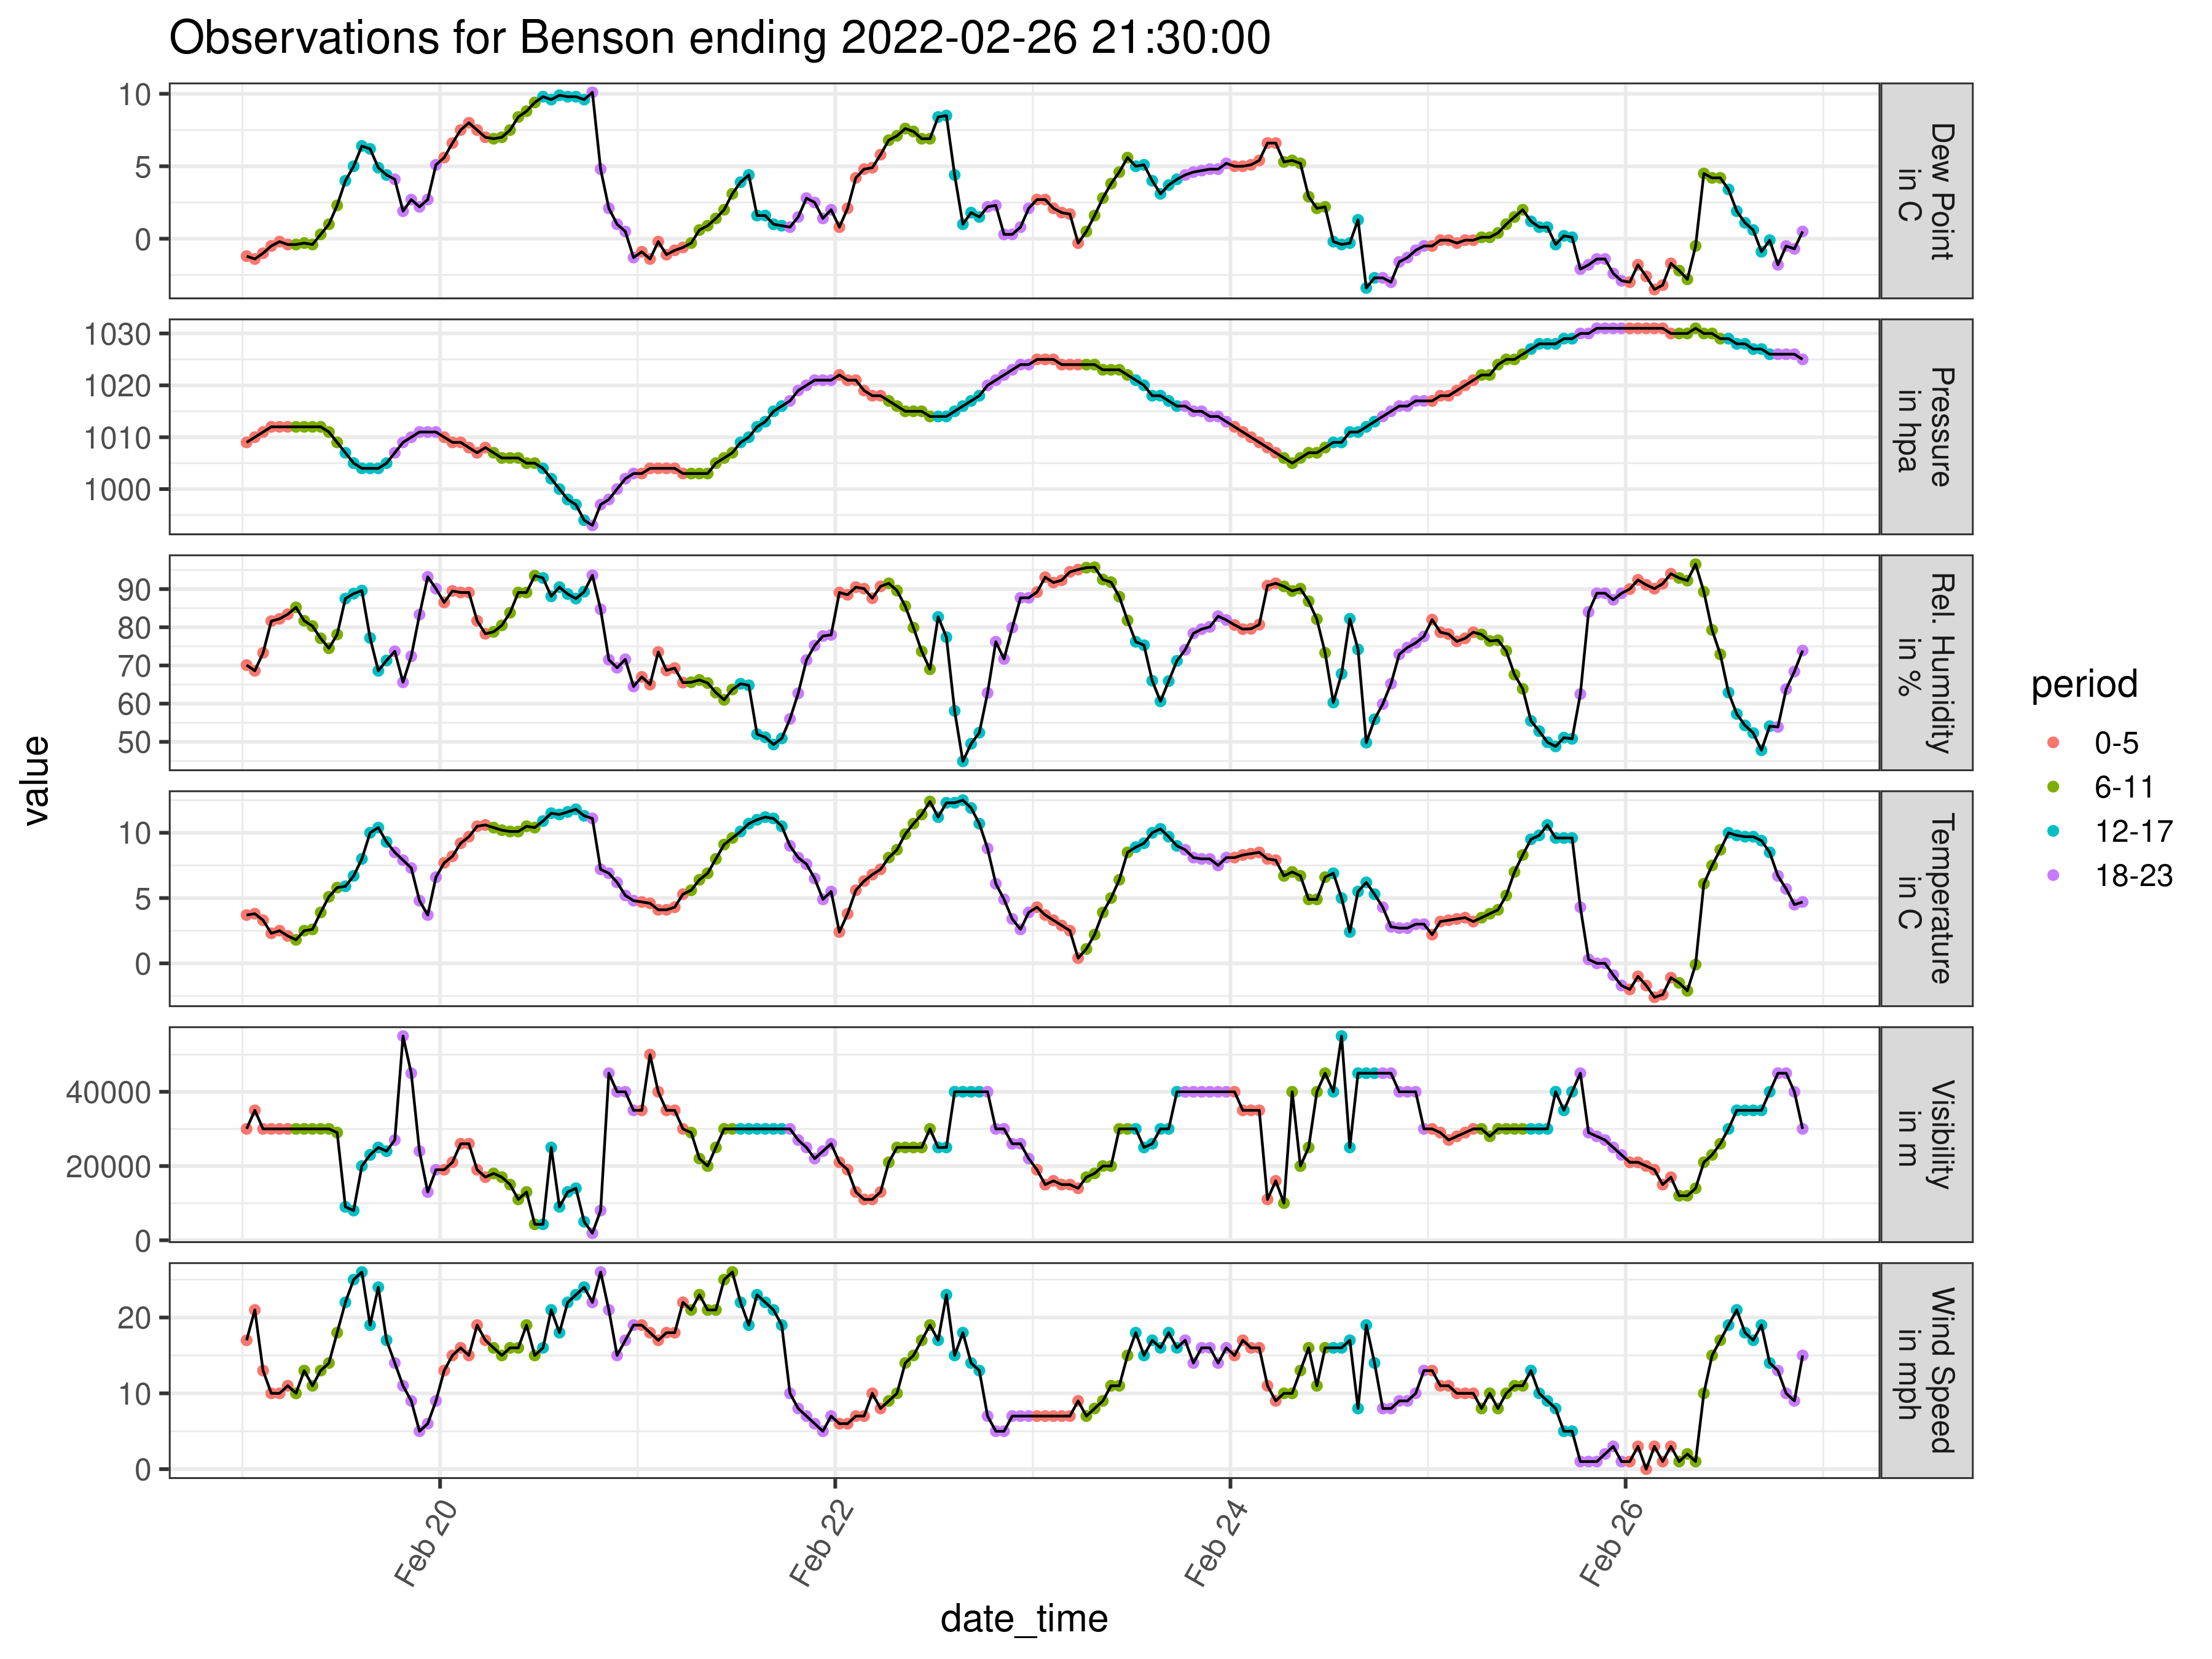 Observations for Benson ending 2022-02-26 21:30:00
value
10
5
0
Dew Point
in C
1030
1020
1010
1000
Pressure
in hpa
90
80
70
60
50
Rel. Humidity
in %
10
5
0
Temperature
in C
40000
20000
0
Visibility
in m
20
10
0
Wind Speed
in mph
Feb 20
Feb 22
Feb 24
Feb 26
date_time
period
0-5
6-11
12-17
18-23